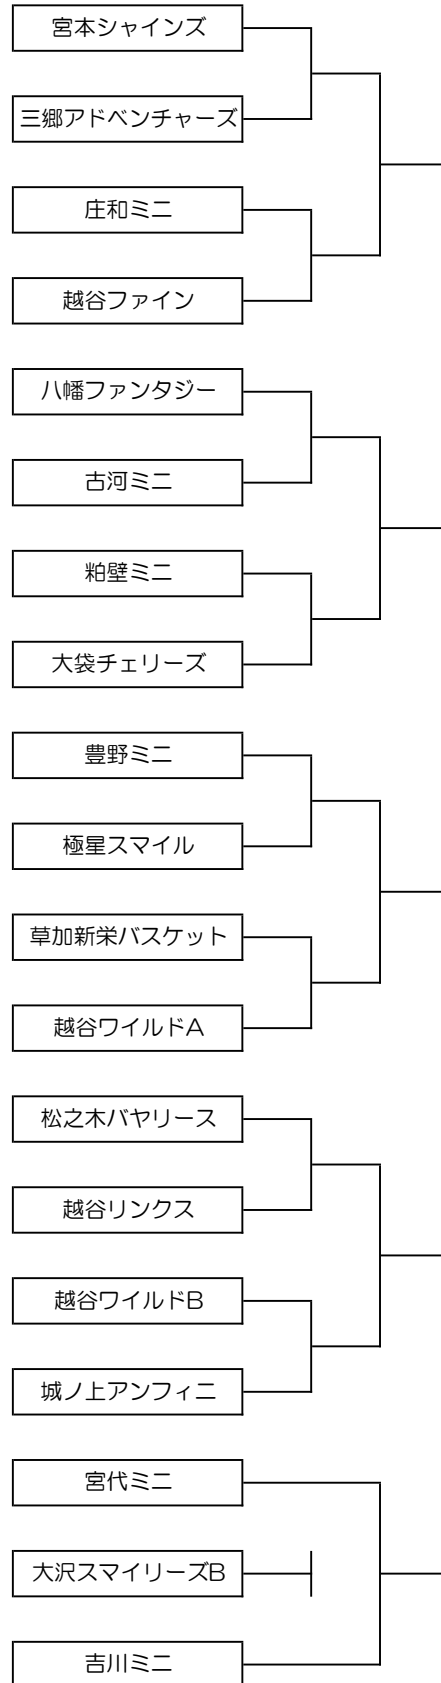 宮本シャインズ
三郷アドベンチャーズ
庄和ミニ
越谷ファイン
八幡ファンタジー
古河ミニ
粕壁ミニ
大袋チェリーズ
豊野ミニ
極星スマイル
草加新栄バスケット
越谷ワイルドA
松之木バヤリース
越谷リンクス
越谷ワイルドB
城ノ上アンフィニ
宮代ミニ
大沢スマイリーズB
吉川ミニ